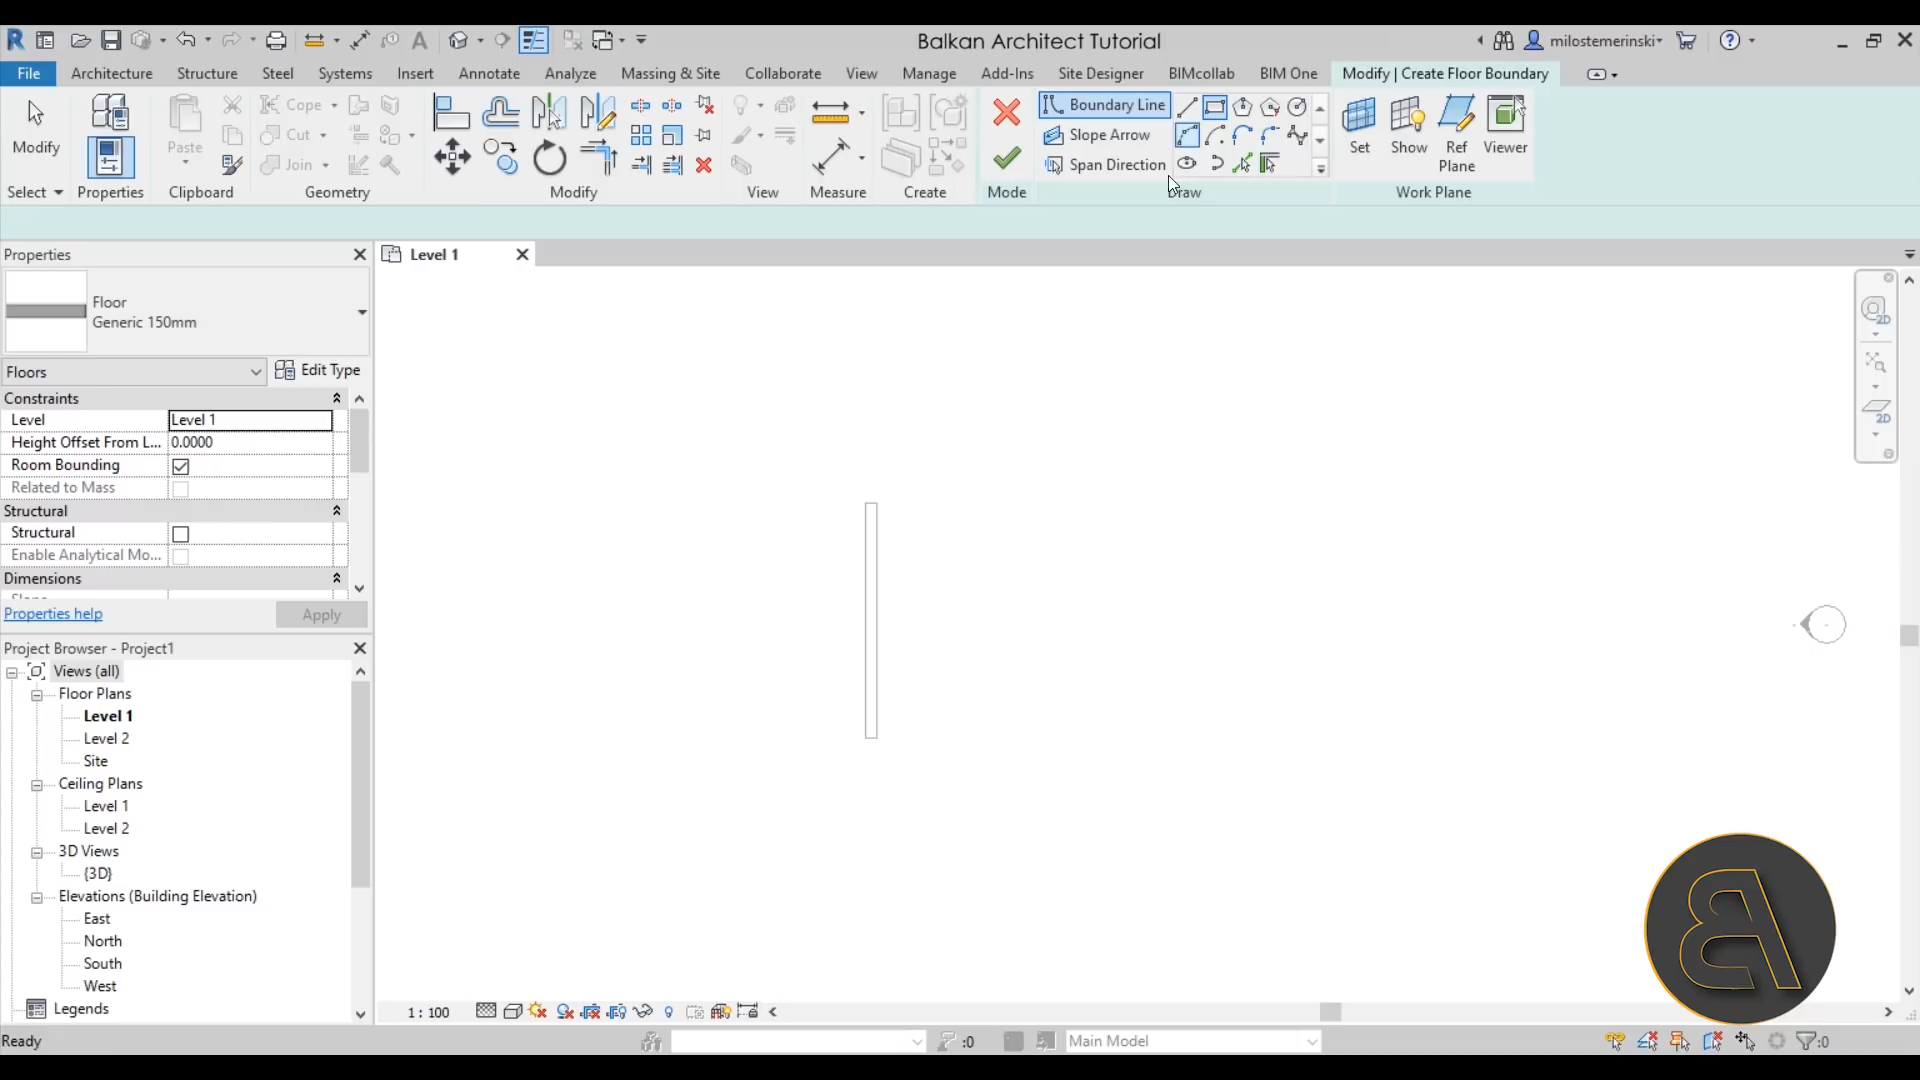 Balkan Architect Tutorial
milostemerinski
File Architecture Structure Steel Systems Insert Annotate Analyze Massing & Site Collaborate View Manage Add-Ins Site Designer BIMcollab BIM One Modify | Create Floor Boundary
Modify
Paste
Cope
Cut
Join
Boundary Line
Slope Arrow
Span Direction
Set
Show
Ref
Plane
Viewer
Select Properties Clipboard Geometry Modify View Measure Create Mode Draw Work Plane
Properties
Level 1
Floor
Generic 150mm
Floors
Edit Type
Constraints
Level
Level 1
Height Offset From L...
0.0000
Room Bounding
Related to Mass
Structural
Structural
Enable Analytical Mo...
Dimensions
Properties help
Apply
2D
2D
Project Browser - Project1
Views (all)
Floor Plans
Level 1
Level 2
Site
Ceiling Plans
Level 1
Level 2
3D Views
{3D}
Elevations (Building Elevation)
East
North
South
West
Legends
1 : 100
Ready
:0
Main Model
:0